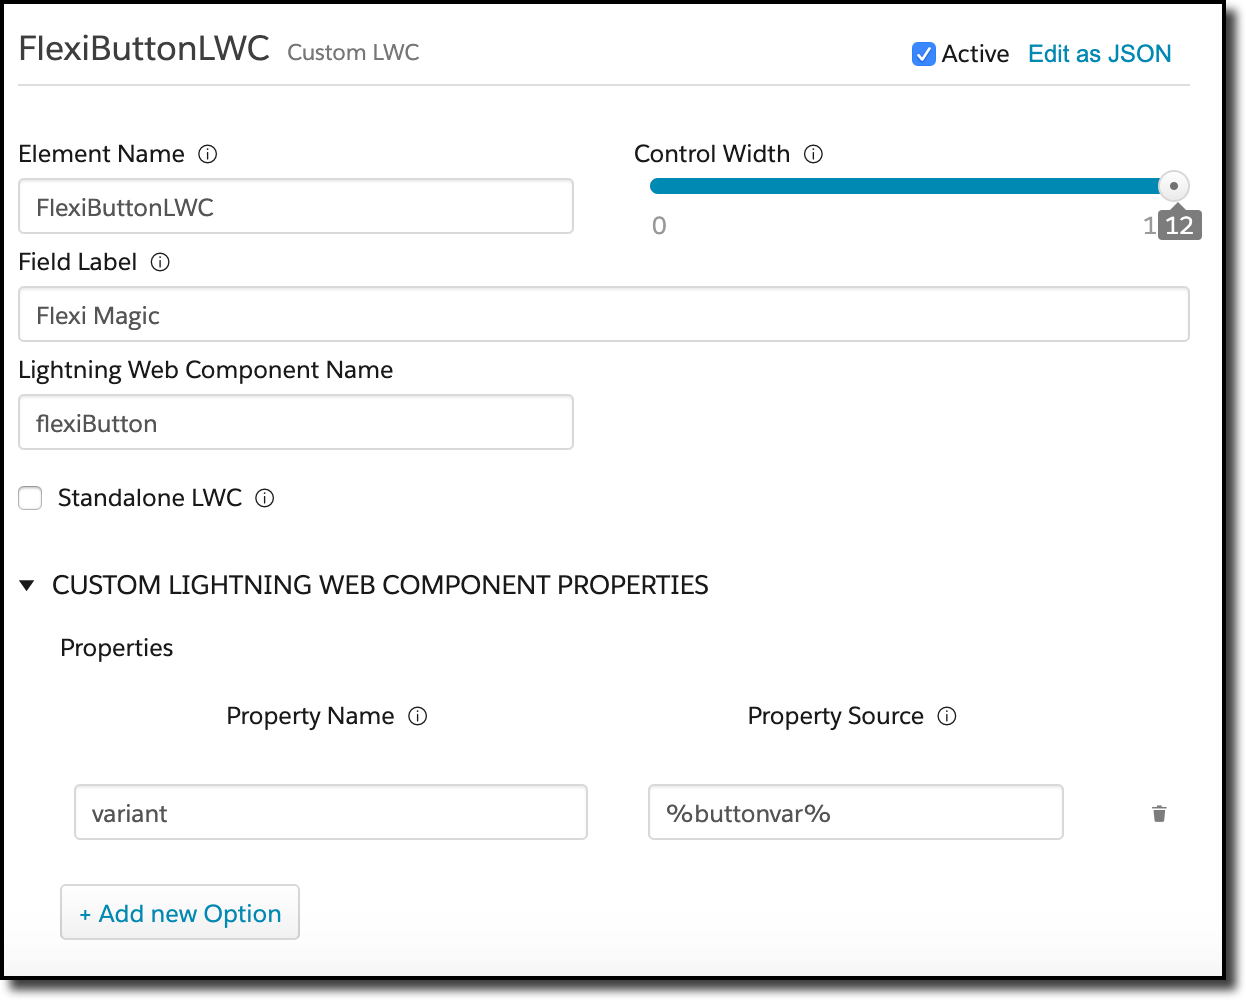 FlexiButtonLWC Custom LWC Active Edit as JSON
Element Name Control Width
FlexiButtonLWC
0 1 12
Field Label
Flexi Magic
Lightning Web Component Name
flexiButton
Standalone LWC
CUSTOM LIGHTNING WEB COMPONENT PROPERTIES
Properties
Property Name Property Source
variant %buttonvar%
+ Add new Option